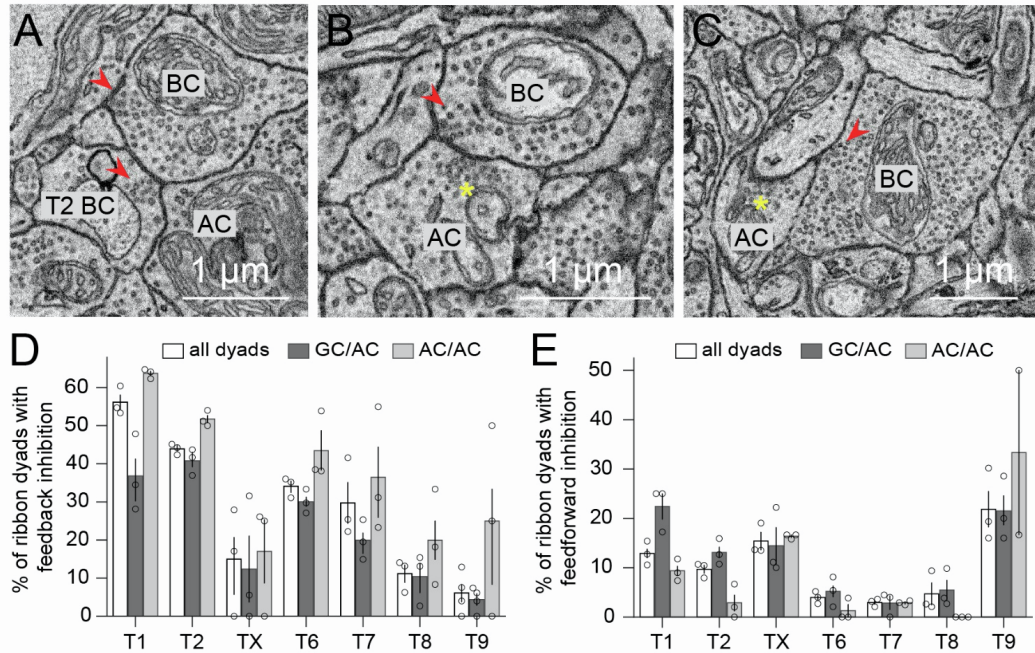 A
BC
T2 BC
AC
1 µm
B
BC
*
AC
1 µm
C
BC
*
AC
1 µm
D
all dyads GC/AC AC/AC
% of ribbon dyads with
feedback inhibition
60
50
40
30
20
10
0
T1 T2 TX T6 T7 T8 T9
E
all dyads GC/AC AC/AC
% of ribbon dyads with
feedforward inhibition
50
40
30
20
10
0
T1 T2 TX T6 T7 T8 T9